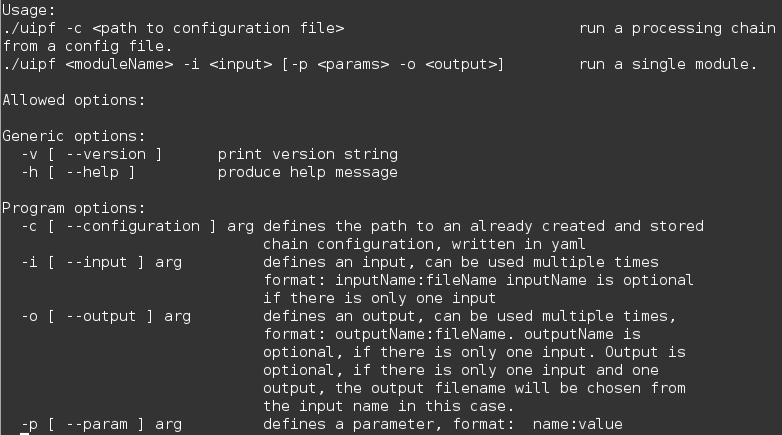 Usage:
./uipf -c <path to configuration file>                          run a processing chain
from a config file.
./uipf <moduleName> -i <input> [-p <params> -o <output>]        run a single module.

Allowed options:

Generic options:
  -v [ --version ]      print version string
  -h [ --help ]         produce help message

Program options:
  -c [ --configuration ] arg defines the path to an already created and stored
                             chain configuration, written in yaml
  -i [ --input ] arg         defines an input, can be used multiple times
                             format: inputName:fileName inputName is optional
                             if there is only one input
  -o [ --output ] arg        defines an output, can be used multiple times,
                             format: outputName:fileName. outputName is
                             optional, if there is only one input. Output is
                             optional, if there is only one input and one
                             output, the output filename will be chosen from
                             the input name in this case.
  -p [ --param ] arg         defines a parameter, format:  name:value